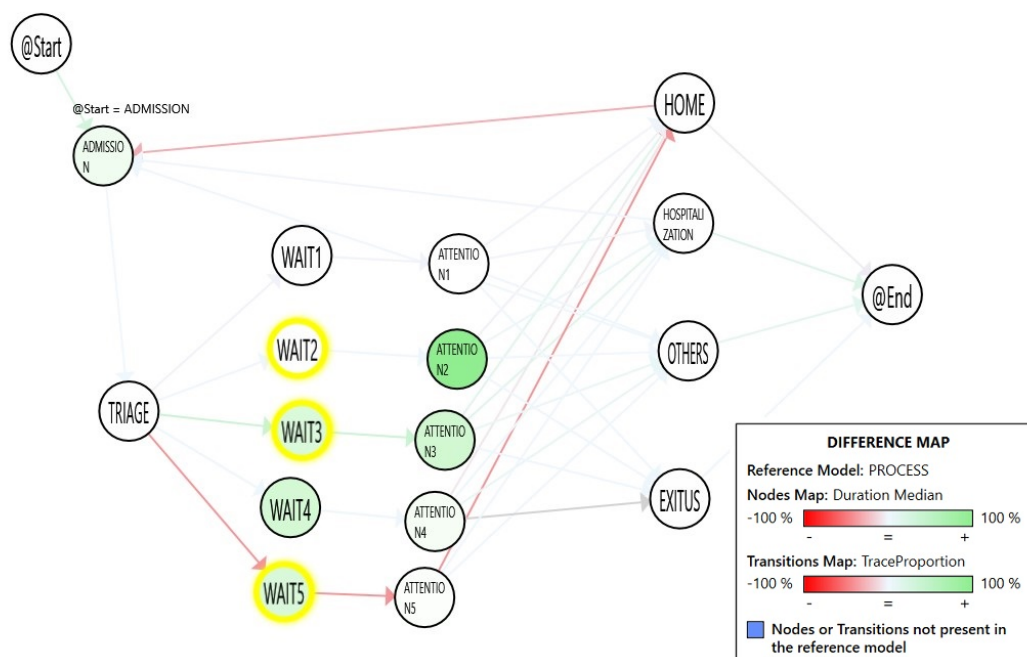 @Start
@Start = ADMISSION
ADMISSIO
N
HOME
HOSPITALI
ZATION
WAIT1
ATTENTIO
N1
@End
WAIT2
ATTENTIO
N2
OTHERS
TRIAGE
WAIT3
ATTENTIO
N3
WAIT4
ATTENTIO
N4
EXITUS
WAIT5
ATTENTIO
N5
DIFFERENCE MAP
Reference Model: PROCESS
Nodes Map: Duration Median
-100 % 100 %
- = +
Transitions Map: TraceProportion
-100 % 100 %
- = +
Nodes or Transitions not present in
the reference model